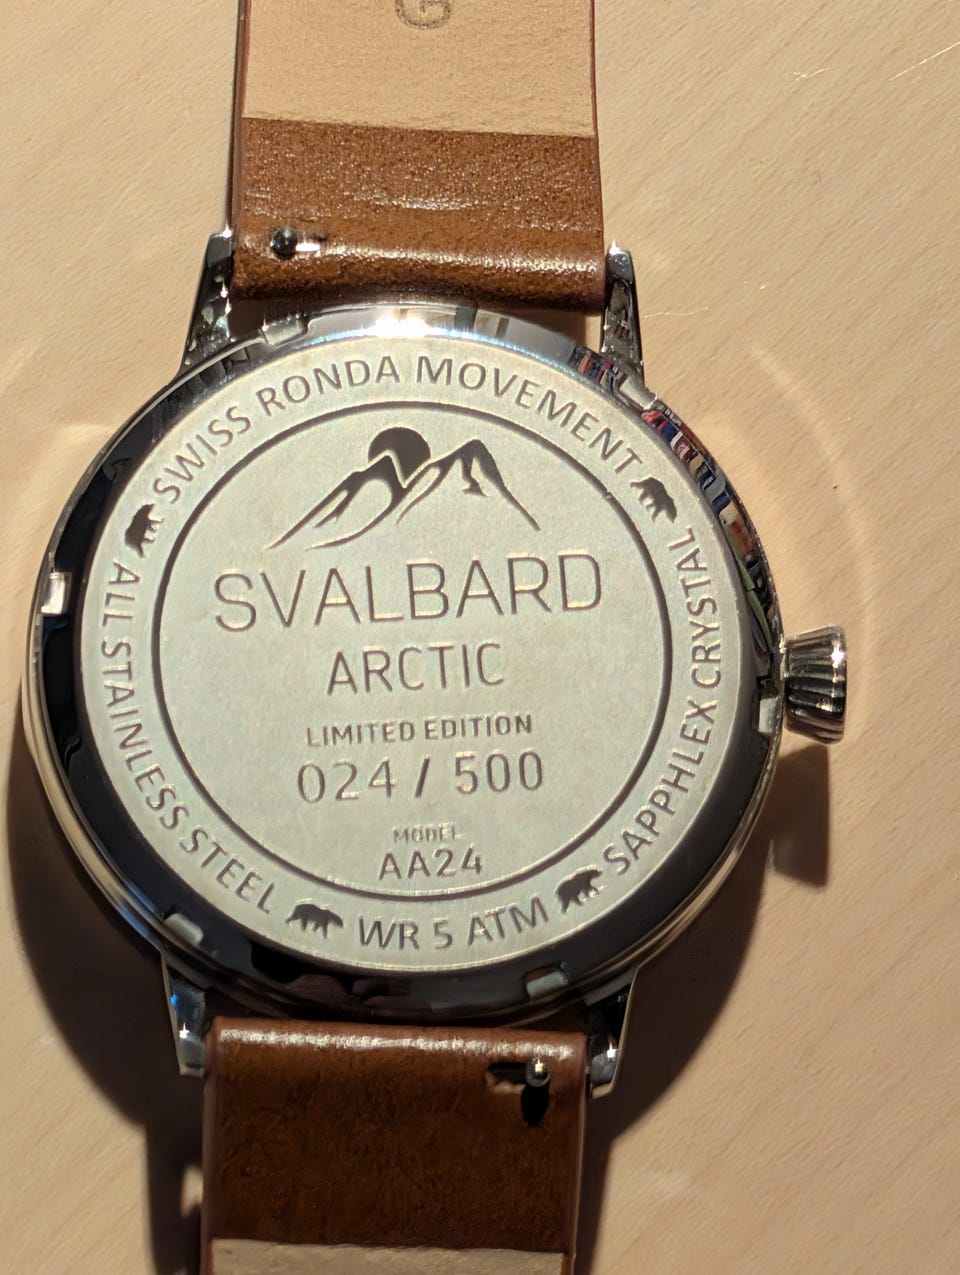 G
SWISS RONDA MOVEMENT
SAPPHLEX CRYSTAL
WR 5 ATM
ALL STAINLESS STEEL
SVALBARD
ARCTIC
LIMITED EDITION
024 / 500
MODEL
AA24